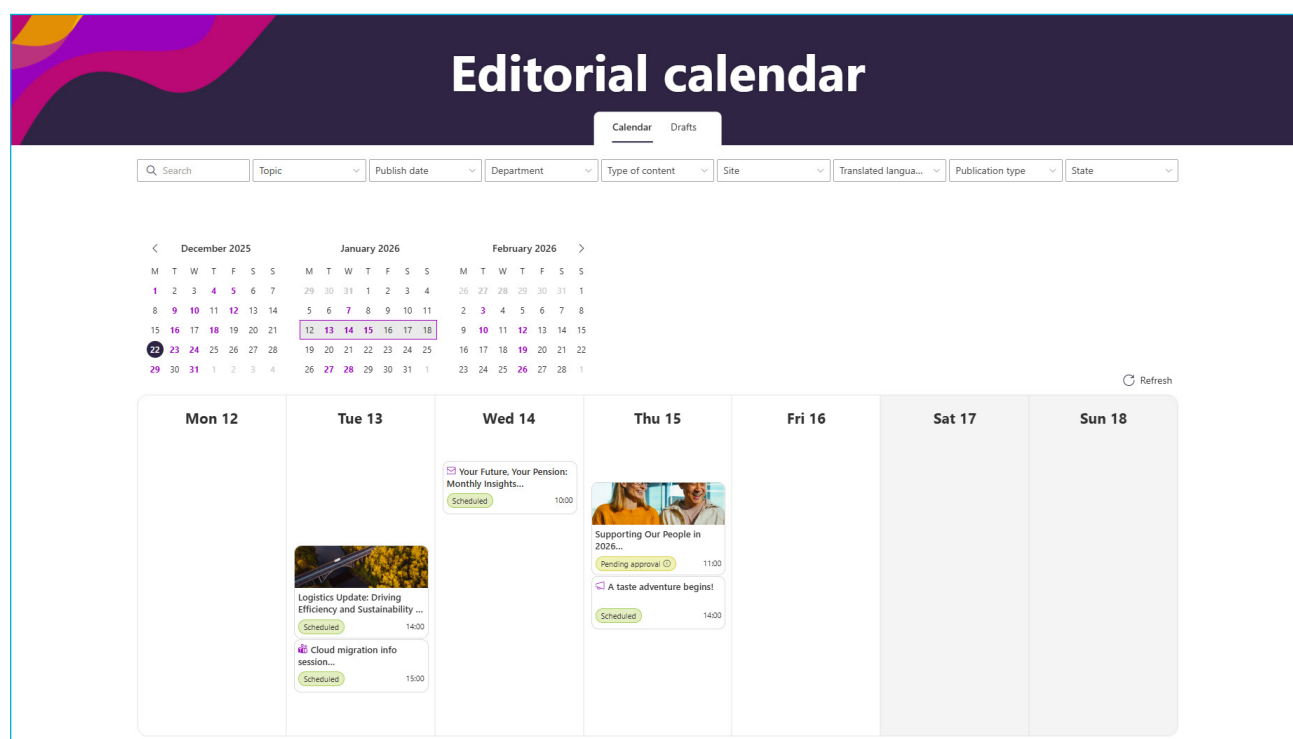 Editorial calendar
Calendar Drafts
Search Topic Publish date Department Type of content Site Translated langua... Publication type State
December 2025 January 2026 February 2026
M T W T F S S M T W T F S S M T W T F S S
1 2 3 4 5 6 7 29 30 31 1 2 3 4 26 27 28 29 30 31 1
8 9 10 11 12 13 14 5 6 7 8 9 10 11 2 3 4 5 6 7 8
15 16 17 18 19 20 21 12 13 14 15 16 17 18 9 10 11 12 13 14 15
22 23 24 25 26 27 28 19 20 21 22 23 24 25 16 17 18 19 20 21 22
29 30 31 1 2 3 4 26 27 28 29 30 31 1 23 24 25 26 27 28 1
Refresh
Mon 12 Tue 13 Wed 14 Thu 15 Fri 16 Sat 17 Sun 18
Logistics Update: Driving
Efficiency and Sustainability ...
Scheduled 14:00
Cloud migration info
session...
Scheduled 15:00
Your Future, Your Pension:
Monthly Insights...
Scheduled 10:00
Supporting Our People in
2026...
Pending approval 11:00
A taste adventure begins!
Scheduled 14:00